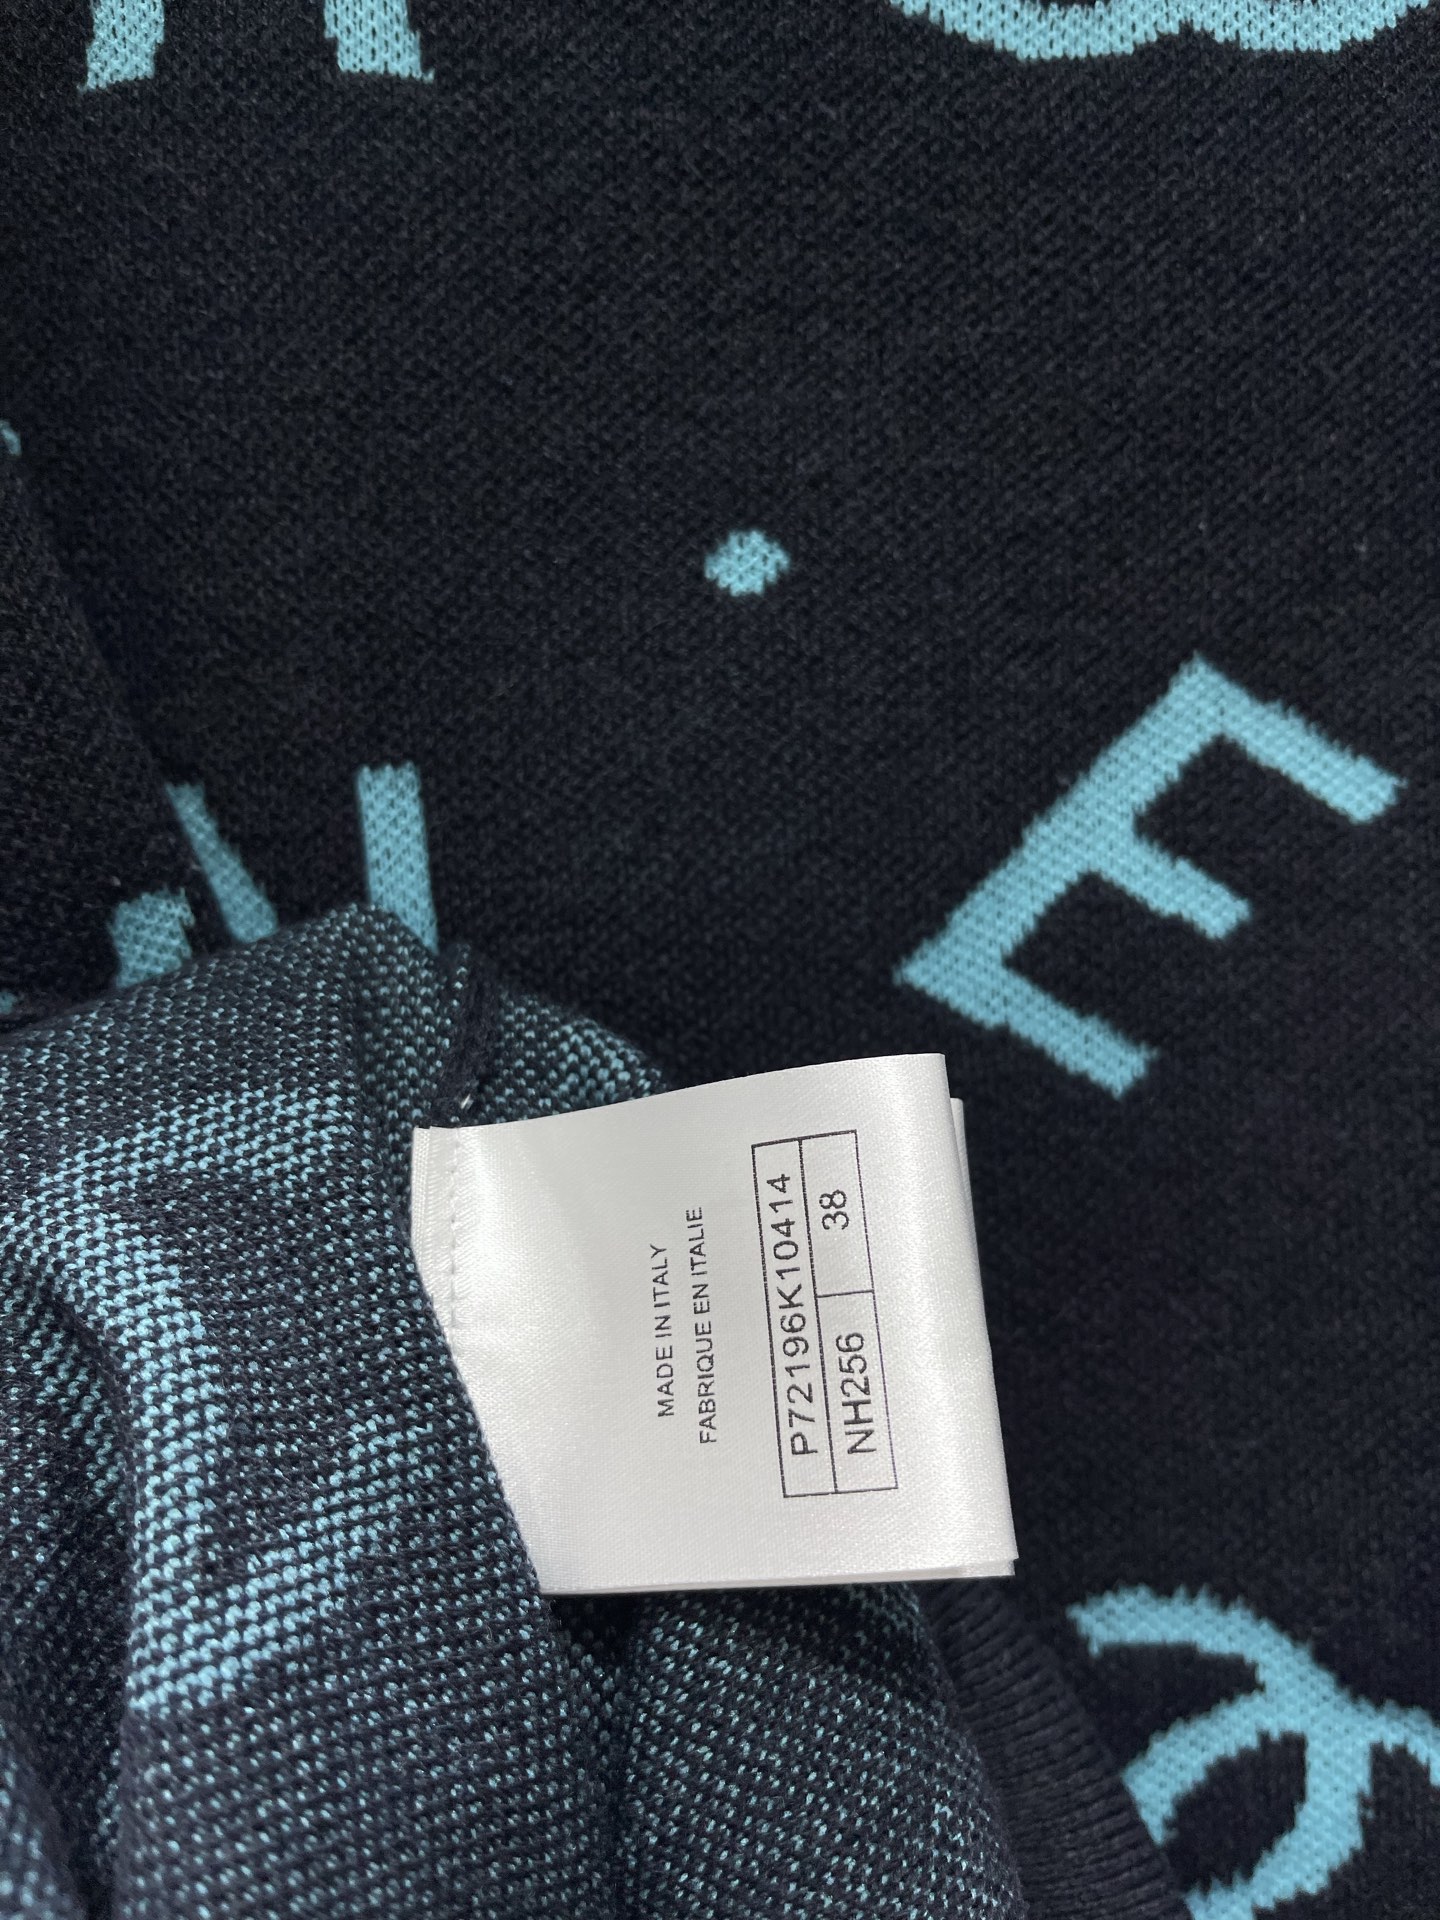 E
MADE IN ITALY
FABRIQUE EN ITALIE
P72196K10414
NH256 38